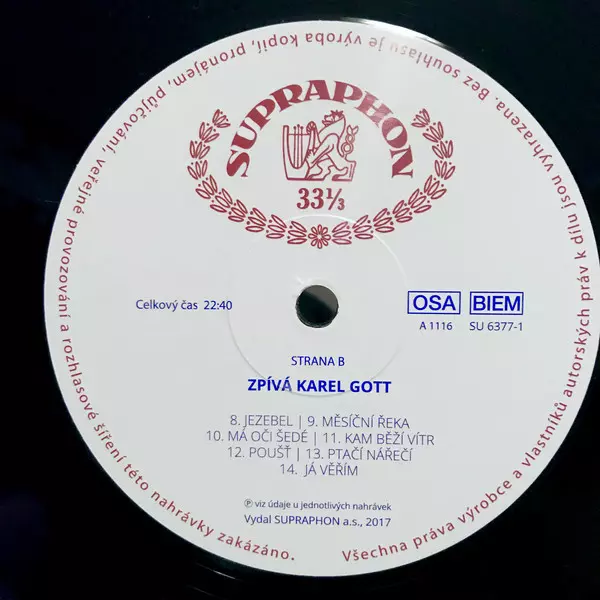 Všechna práva výrobce a vlastníků autorských práv k dílu jsou vyhrazena. Bez souhlasu je výroba kopií, pronájem, půjčování, veřejné provozování a rozhlasové šíření této nahrávky zakázáno.
SUPRAPHON
33⅓
Celkový čas 22:40
OSA BIEM
A 1116 SU 6377-1
STRANA B
ZPÍVÁ KAREL GOTT
8. JEZEBEL | 9. MĚSÍČNÍ ŘEKA
10. MÁ OČI ŠEDÉ | 11. KAM BĚŽÍ VÍTR
12. POUŠŤ | 13. PTAČÍ NÁŘEČÍ
14. JÁ VĚŘÍM
Ⓟ viz údaje u jednotlivých nahrávek
Vydal SUPRAPHON a.s., 2017